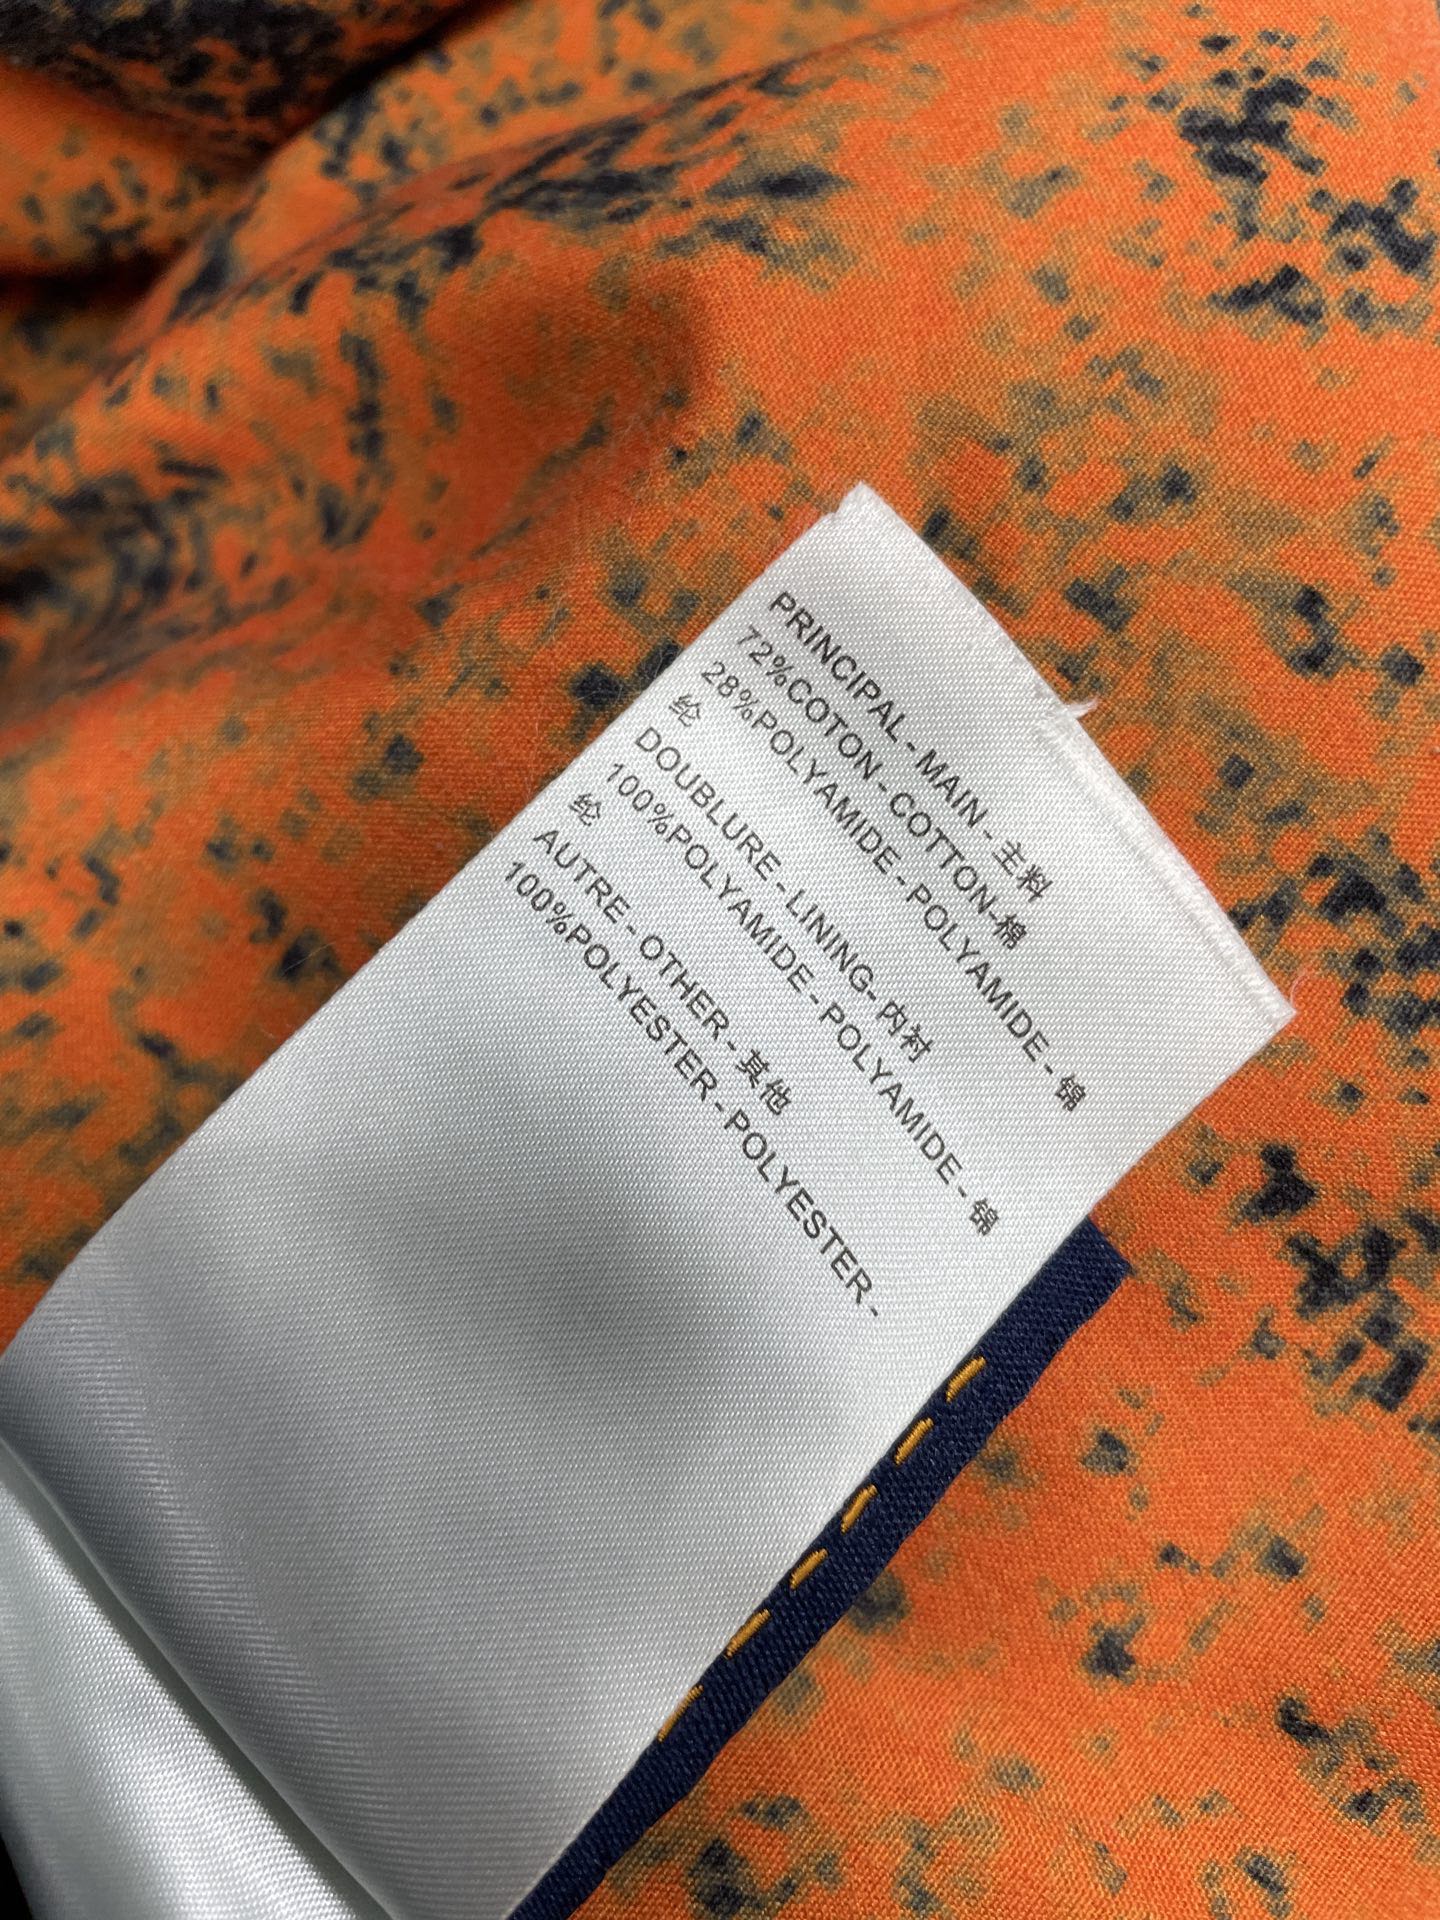 PRINCIPAL - MAIN - 主料
72%COTON - COTTON-棉
28%POLYAMIDE - POLYAMIDE - 锦
纶
DOUBLURE - LINING- 内衬
100%POLYAMIDE - POLYAMIDE - 锦
纶
AUTRE - OTHER - 其他
100%POLYESTER - POLYESTER -